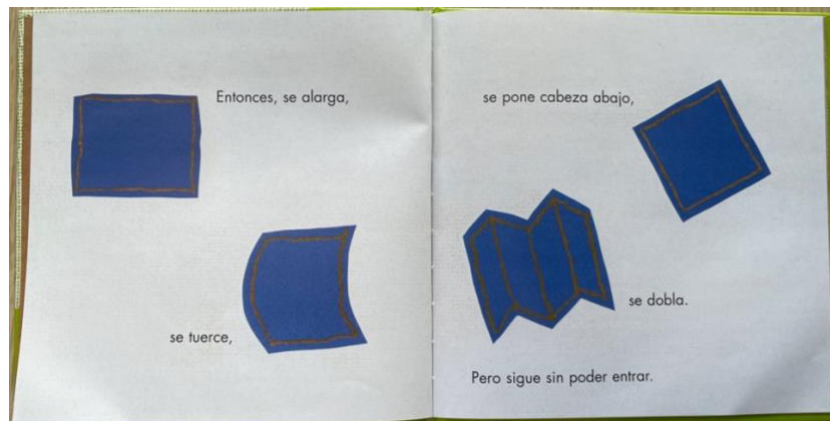 Entonces, se alarga,
se tuerce,
se pone cabeza abajo,
se dobla.
Pero sigue sin poder entrar.